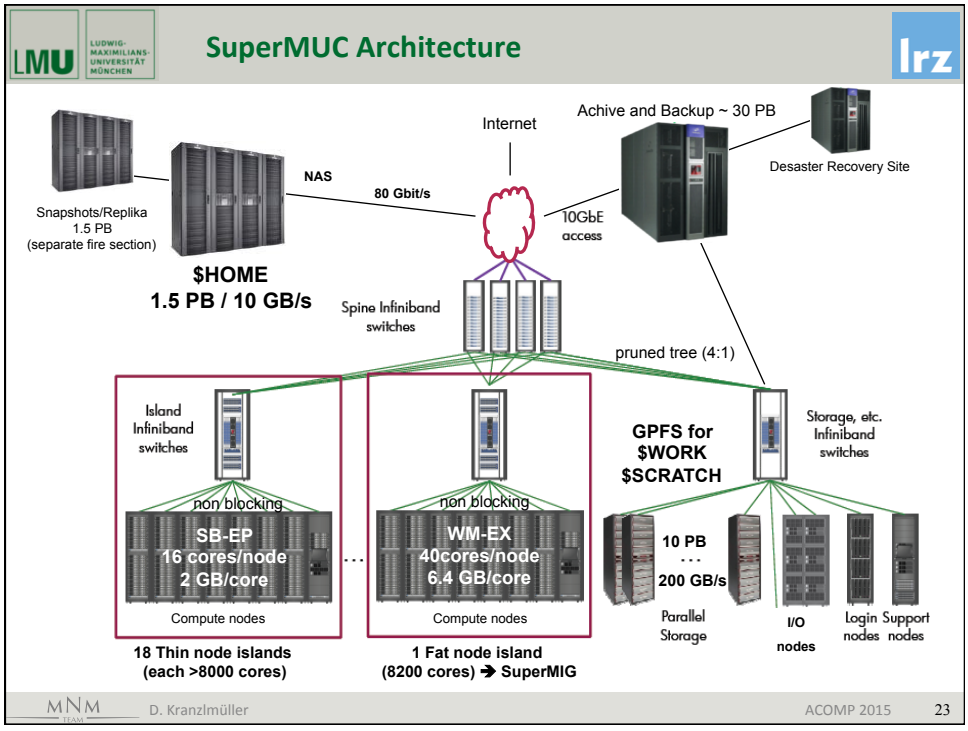 LMU
LUDWIG-
MAXIMILIANS-
UNIVERSITÄT
MÜNCHEN
SuperMUC Architecture
lrz
Internet
Achive and Backup ~ 30 PB
Desaster Recovery Site
NAS
80 Gbit/s
10GbE
access
Snapshots/Replika
1.5 PB
(separate fire section)
$HOME
1.5 PB / 10 GB/s
Spine Infiniband
switches
pruned tree (4:1)
Island
Infiniband
switches
GPFS for
$WORK
$SCRATCH
Storage, etc.
Infiniband
switches
non blocking
SB-EP
16 cores/node
2 GB/core
Compute nodes
...
non blocking
WM-EX
40cores/node
6.4 GB/core
Compute nodes
10 PB
...
200 GB/s
Parallel
Storage
I/O
nodes
Login
nodes
Support
nodes
18 Thin node islands
(each >8000 cores)
1 Fat node island
(8200 cores) ➔ SuperMIG
MNM
TEAM
D. Kranzlmüller
ACOMP 2015
23